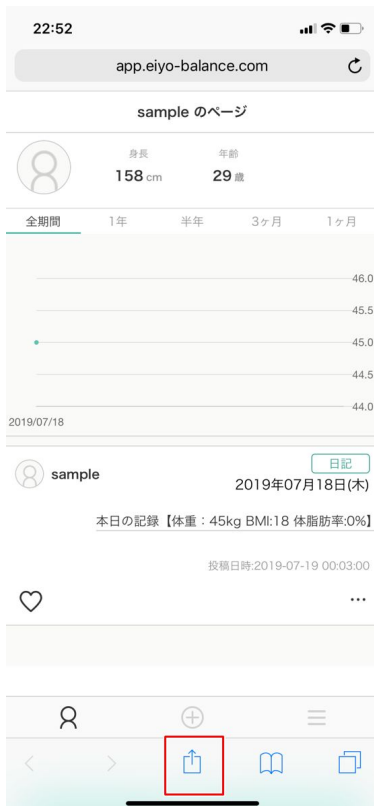 22:52
app.eiyo-balance.com
sample のページ
身長 年齢
158 cm 29 歳
全期間 1年 半年 3ヶ月 1ヶ月
46.0
45.5
45.0
44.5
44.0
2019/07/18
sample
日記
2019年07月18日(木)
本日の記録【体重：45kg BMI:18 体脂肪率:0%】
投稿日時:2019-07-19 00:03:00